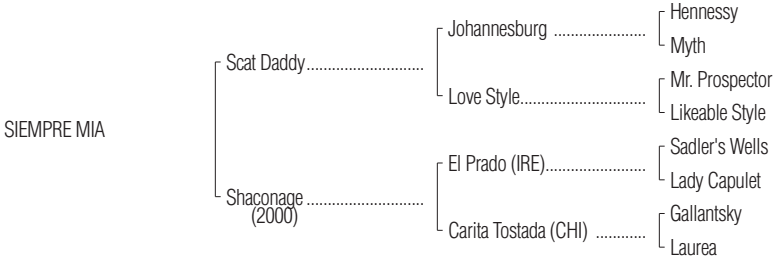 Hennessy
Johannesburg ..................
Myth
Scat Daddy..........................
Mr. Prospector
Love Style............................
Likeable Style
SIEMPRE MIA
Sadler's Wells
El Prado (IRE)......................
Lady Capulet
Shaconage ..........................
(2000)
Gallantsky
Carita Tostada (CHI) ............
Laurea